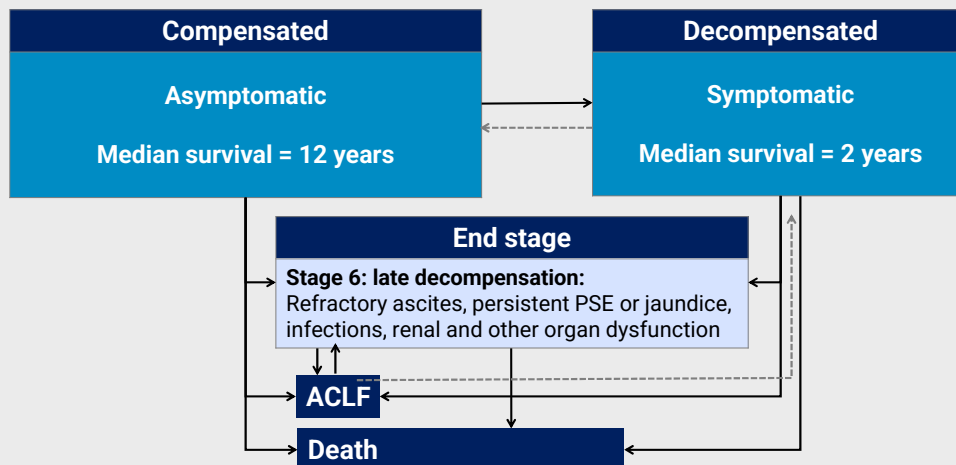 Compensated
Asymptomatic
Median survival = 12 years
Decompensated
Symptomatic
Median survival = 2 years
End stage
Stage 6: late decompensation:
Refractory ascites, persistent PSE or jaundice,
infections, renal and other organ dysfunction
ACLF
Death